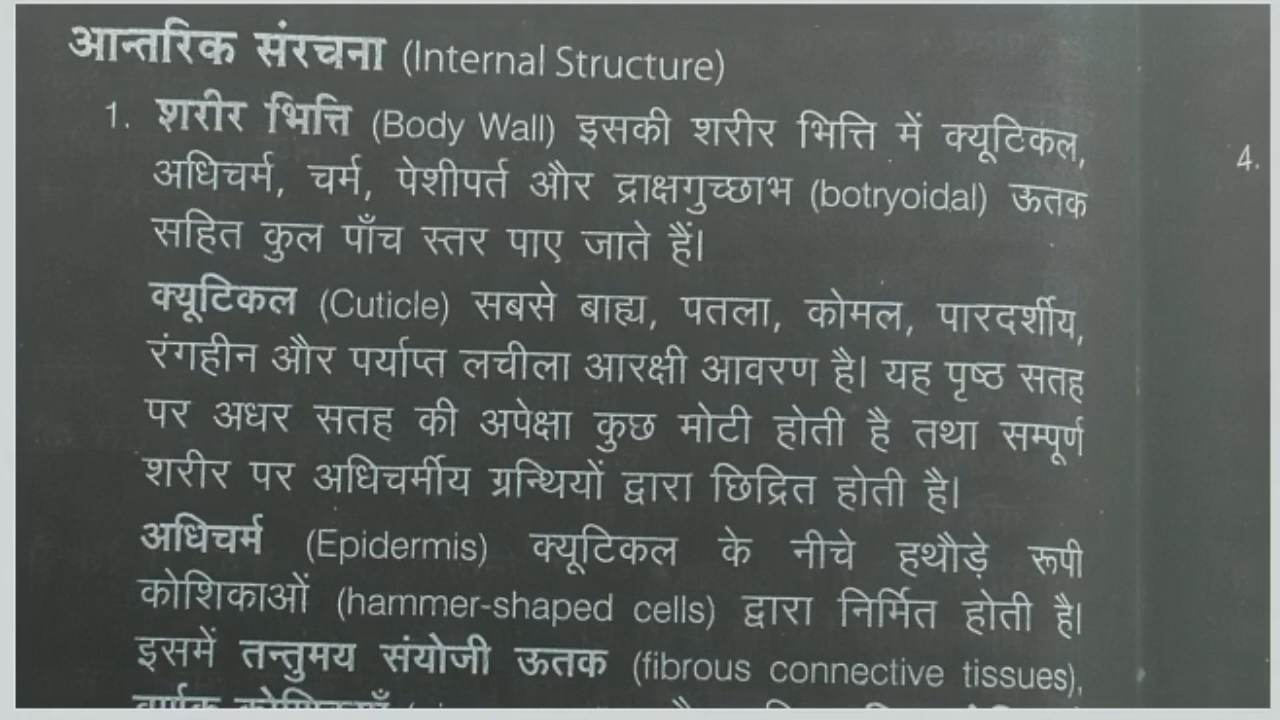 आन्तरिक संरचना (Internal Structure)
1. शरीर भित्ति (Body Wall) इसकी शरीर भित्ति में क्यूटिकल,
अधिचर्म, चर्म, पेशीपर्त और द्राक्षगुच्छाभ (botryoidal) ऊतक
सहित कुल पाँच स्तर पाए जाते हैं।
क्यूटिकल (Cuticle) सबसे बाह्य, पतला, कोमल, पारदर्शीय,
रंगहीन और पर्याप्त लचीला आरक्षी आवरण है। यह पृष्ठ सतह
पर अधर सतह की अपेक्षा कुछ मोटी होती है तथा सम्पूर्ण
शरीर पर अधिचर्मीय ग्रन्थियों द्वारा छिद्रित होती है।
अधिचर्म (Epidermis) क्यूटिकल के नीचे हथौड़े रूपी
कोशिकाओं (hammer-shaped cells) द्वारा निर्मित होती है।
इसमें तन्तुमय संयोजी ऊतक (fibrous connective tissues),
वर्णक कोशिकाएँ
4.